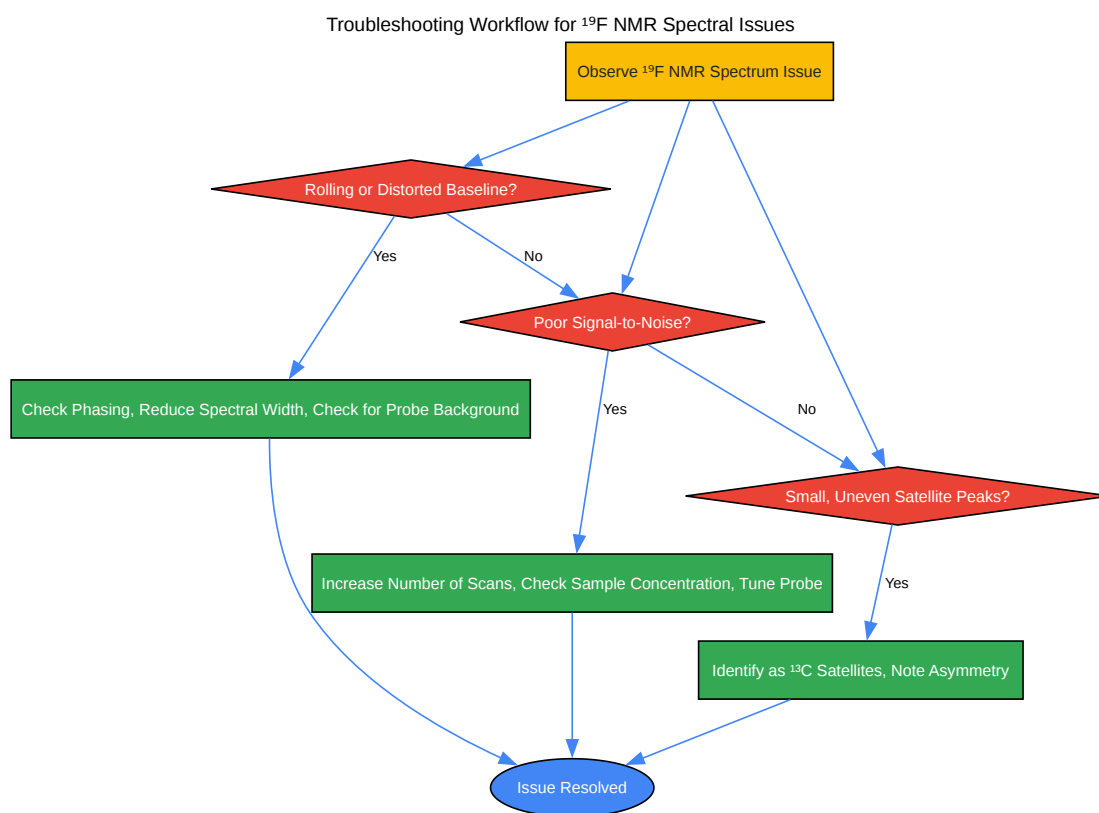 Troubleshooting Workflow for ¹⁹F NMR Spectral Issues
Observe ¹⁹F NMR Spectrum Issue
Rolling or Distorted Baseline?
Yes
No
Poor Signal-to-Noise?
Check Phasing, Reduce Spectral Width, Check for Probe Background
Yes
No
Small, Uneven Satellite Peaks?
Increase Number of Scans, Check Sample Concentration, Tune Probe
Yes
Identify as ¹³C Satellites, Note Asymmetry
Issue Resolved